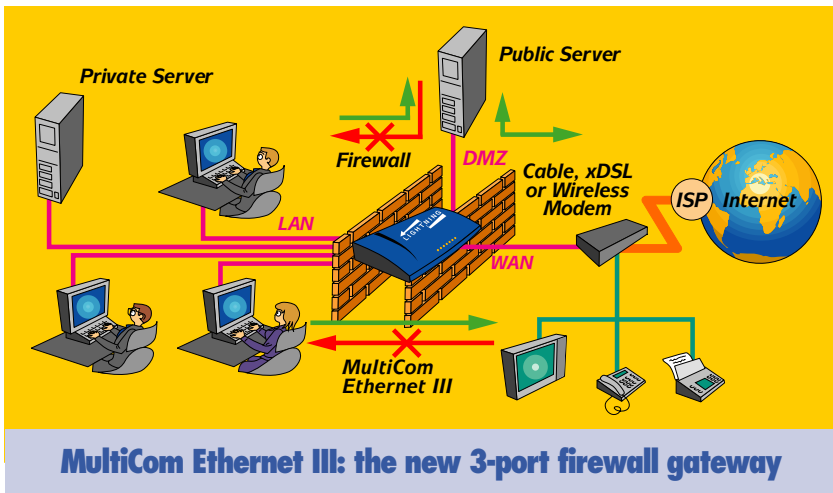 Public Server
Private Server
Firewall
DMZ
Cable, xDSL
or Wireless
Modem
ISP
Internet
LAN
LIGHTNING
WAN
MultiCom
Ethernet III
MultiCom Ethernet III: the new 3-port firewall gateway